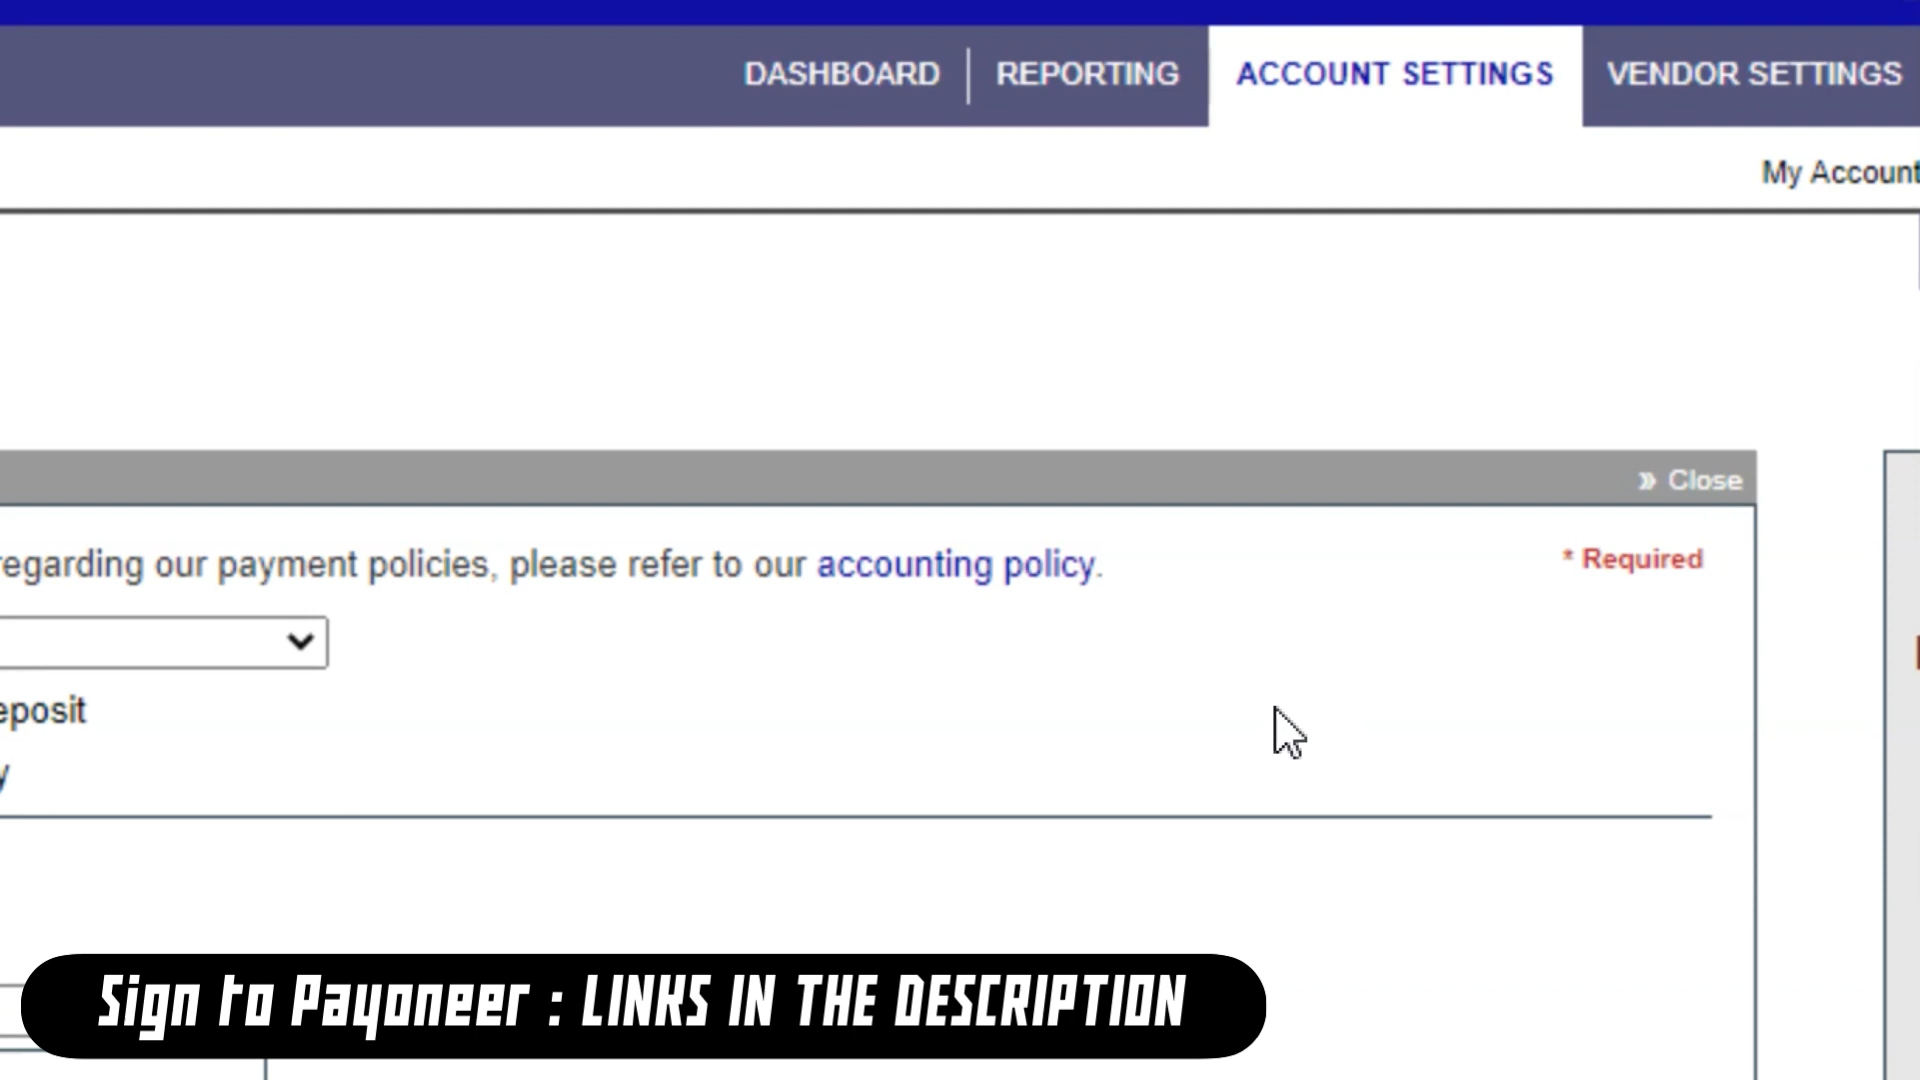 DASHBOARD REPORTING ACCOUNT SETTINGS VENDOR SETTINGS
My Account
» Close
regarding our payment policies, please refer to our accounting policy.
* Required
eposit
y
Sign to Payoneer : LINKS IN THE DESCRIPTION